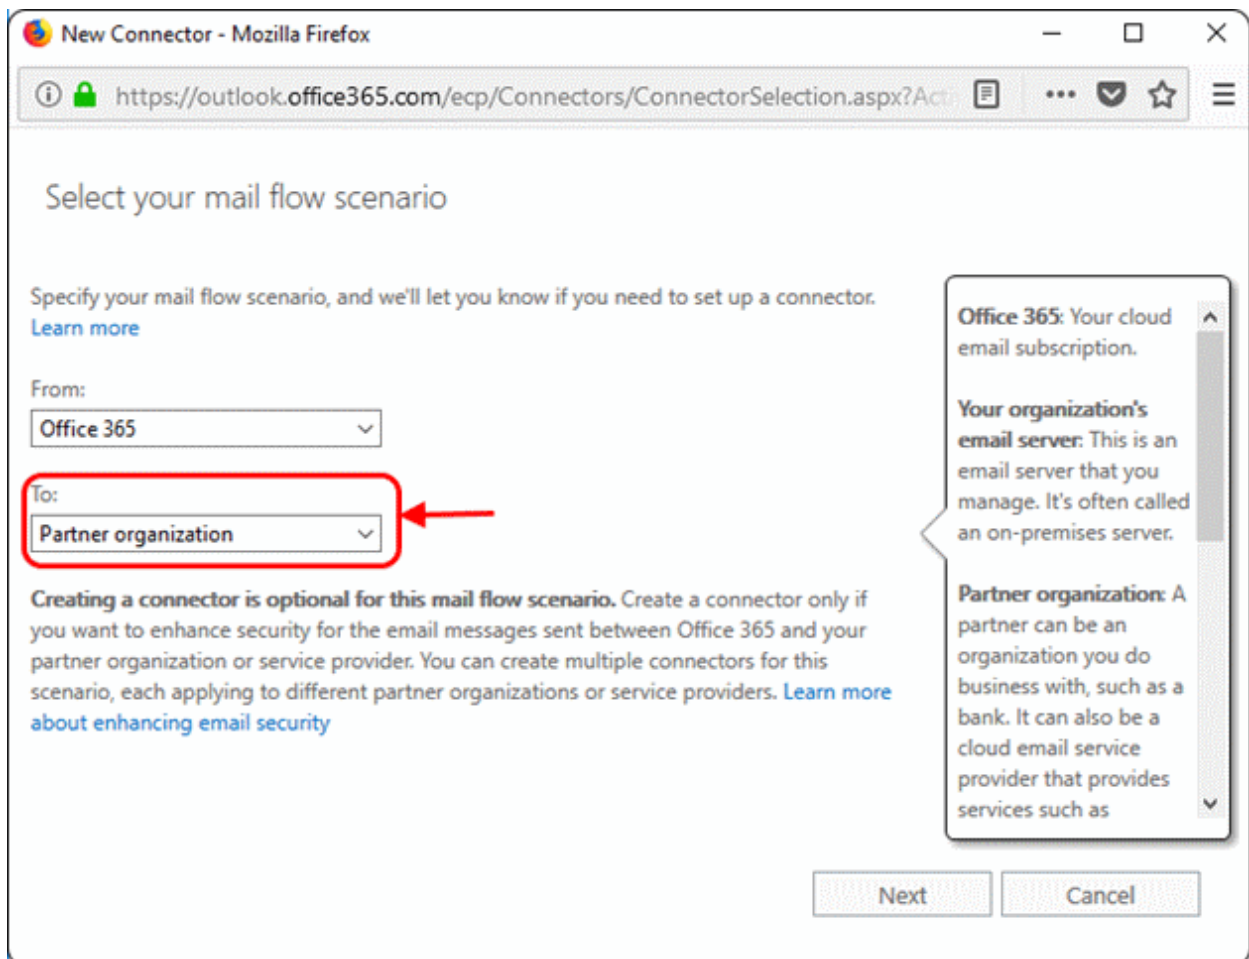 New Connector - Mozilla Firefox
https://outlook.office365.com/ecp/Connectors/ConnectorSelection.aspx?Act
Select your mail flow scenario
Specify your mail flow scenario, and we'll let you know if you need to set up a connector.
Learn more
From:
Office 365
To:
Partner organization
Creating a connector is optional for this mail flow scenario. Create a connector only if
you want to enhance security for the email messages sent between Office 365 and your
partner organization or service provider. You can create multiple connectors for this
scenario, each applying to different partner organizations or service providers. Learn more
about enhancing email security
Office 365: Your cloud
email subscription.
Your organization's
email server: This is an
email server that you
manage. It's often called
an on-premises server.
Partner organization: A
partner can be an
organization you do
business with, such as a
bank. It can also be a
cloud email service
provider that provides
services such as
Next
Cancel